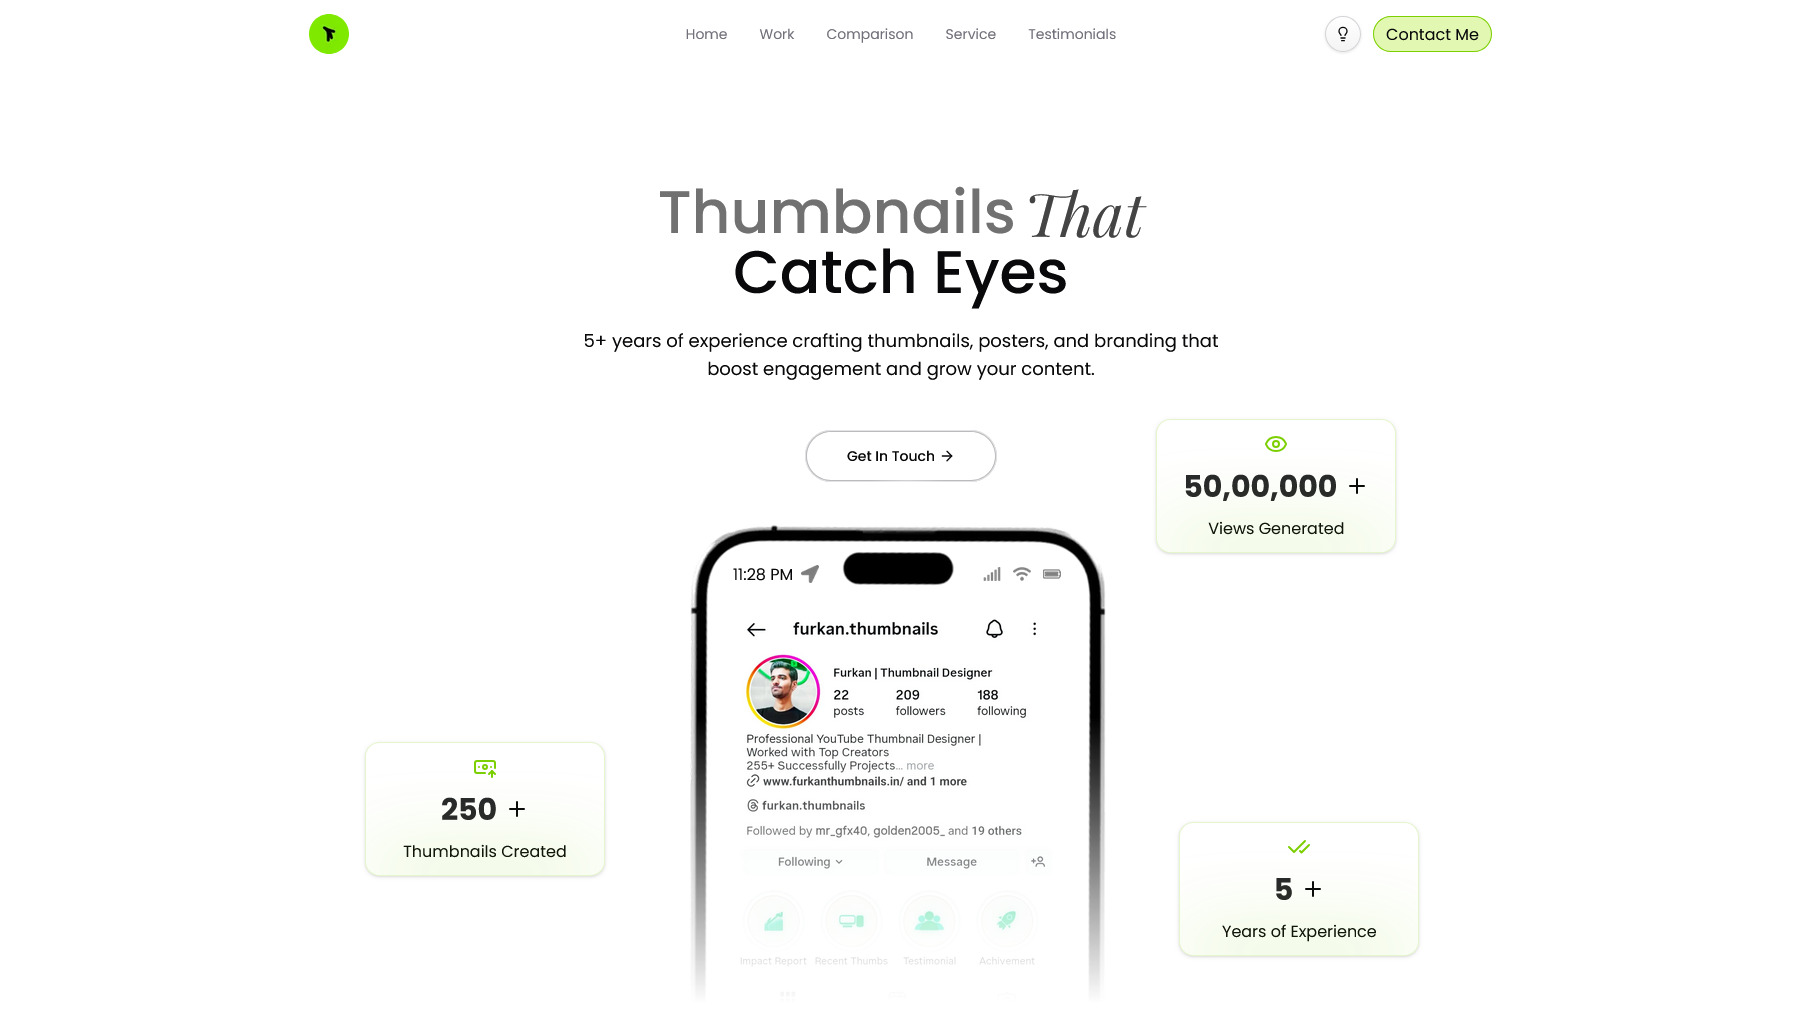 Home
Work
Comparison
Service
Testimonials
Contact Me
Thumbnails That
Catch Eyes
5+ years of experience crafting thumbnails, posters, and branding that
boost engagement and grow your content.
Get In Touch →
50,00,000 +
Views Generated
11:28 PM
furkan.thumbnails
Furkan | Thumbnail Designer
22 209 188
posts followers following
Professional YouTube Thumbnail Designer |
Worked with Top Creators
255+ Successfully Projects... more
www.furkanthumbnails.in/ and 1 more
furkan.thumbnails
Followed by mr_gfx40, golden2005_ and 19 others
Following Message
Impact Report Recent Thumbs Testimonial Achivement
250 +
Thumbnails Created
5 +
Years of Experience